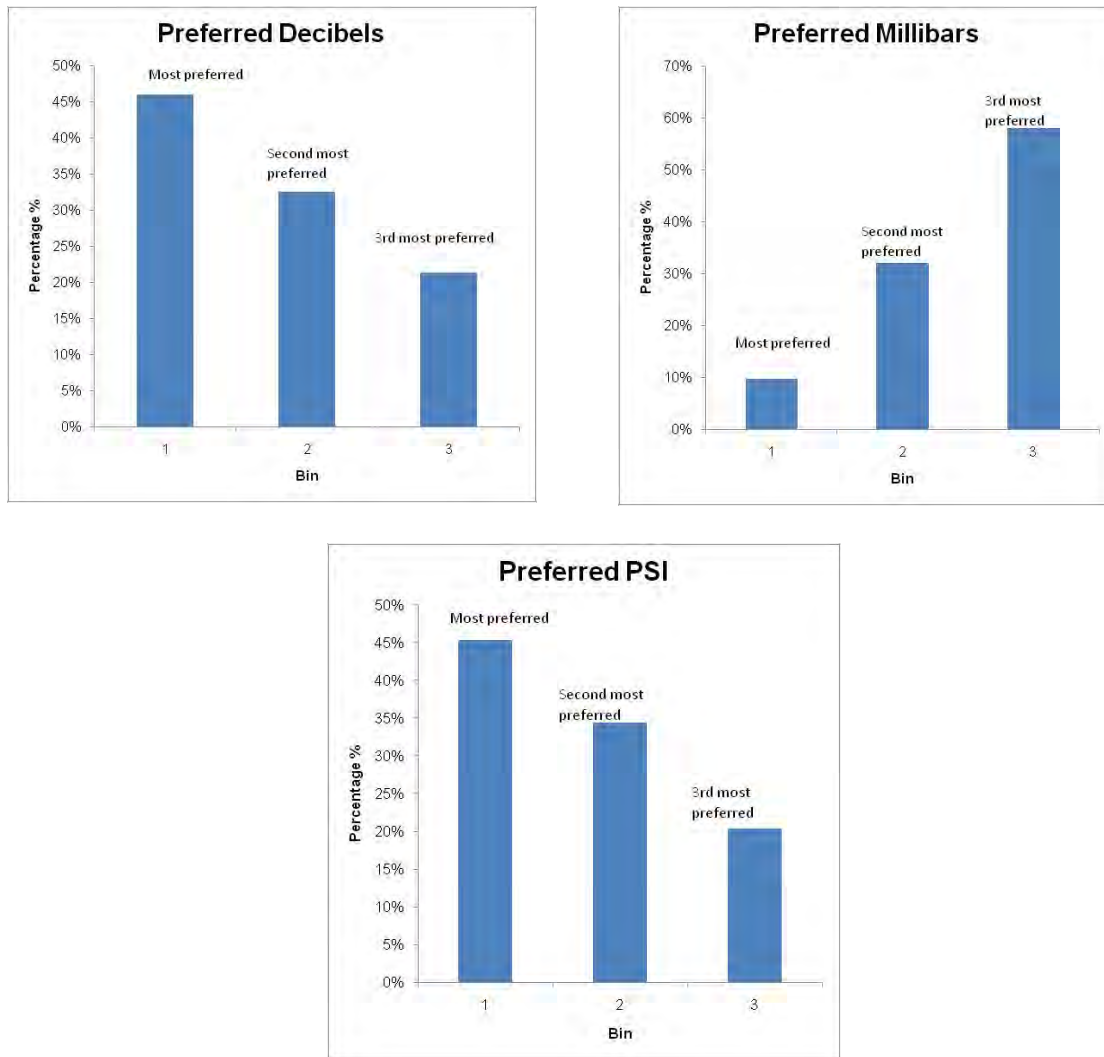 Preferred Decibels
50%
45%
40%
35%
30%
25%
20%
15%
10%
5%
0%
Percentage %
Most preferred
Second most
preferred
3rd most preferred
1
2
3
Bin
Preferred Millibars
70%
60%
50%
40%
30%
20%
10%
0%
Percentage %
Most preferred
Second most
preferred
3rd most
preferred
1
2
3
Bin
Preferred PSI
50%
45%
40%
35%
30%
25%
20%
15%
10%
5%
0%
Percentage %
Most preferred
Second most
preferred
3rd most
preferred
1
2
3
Bin